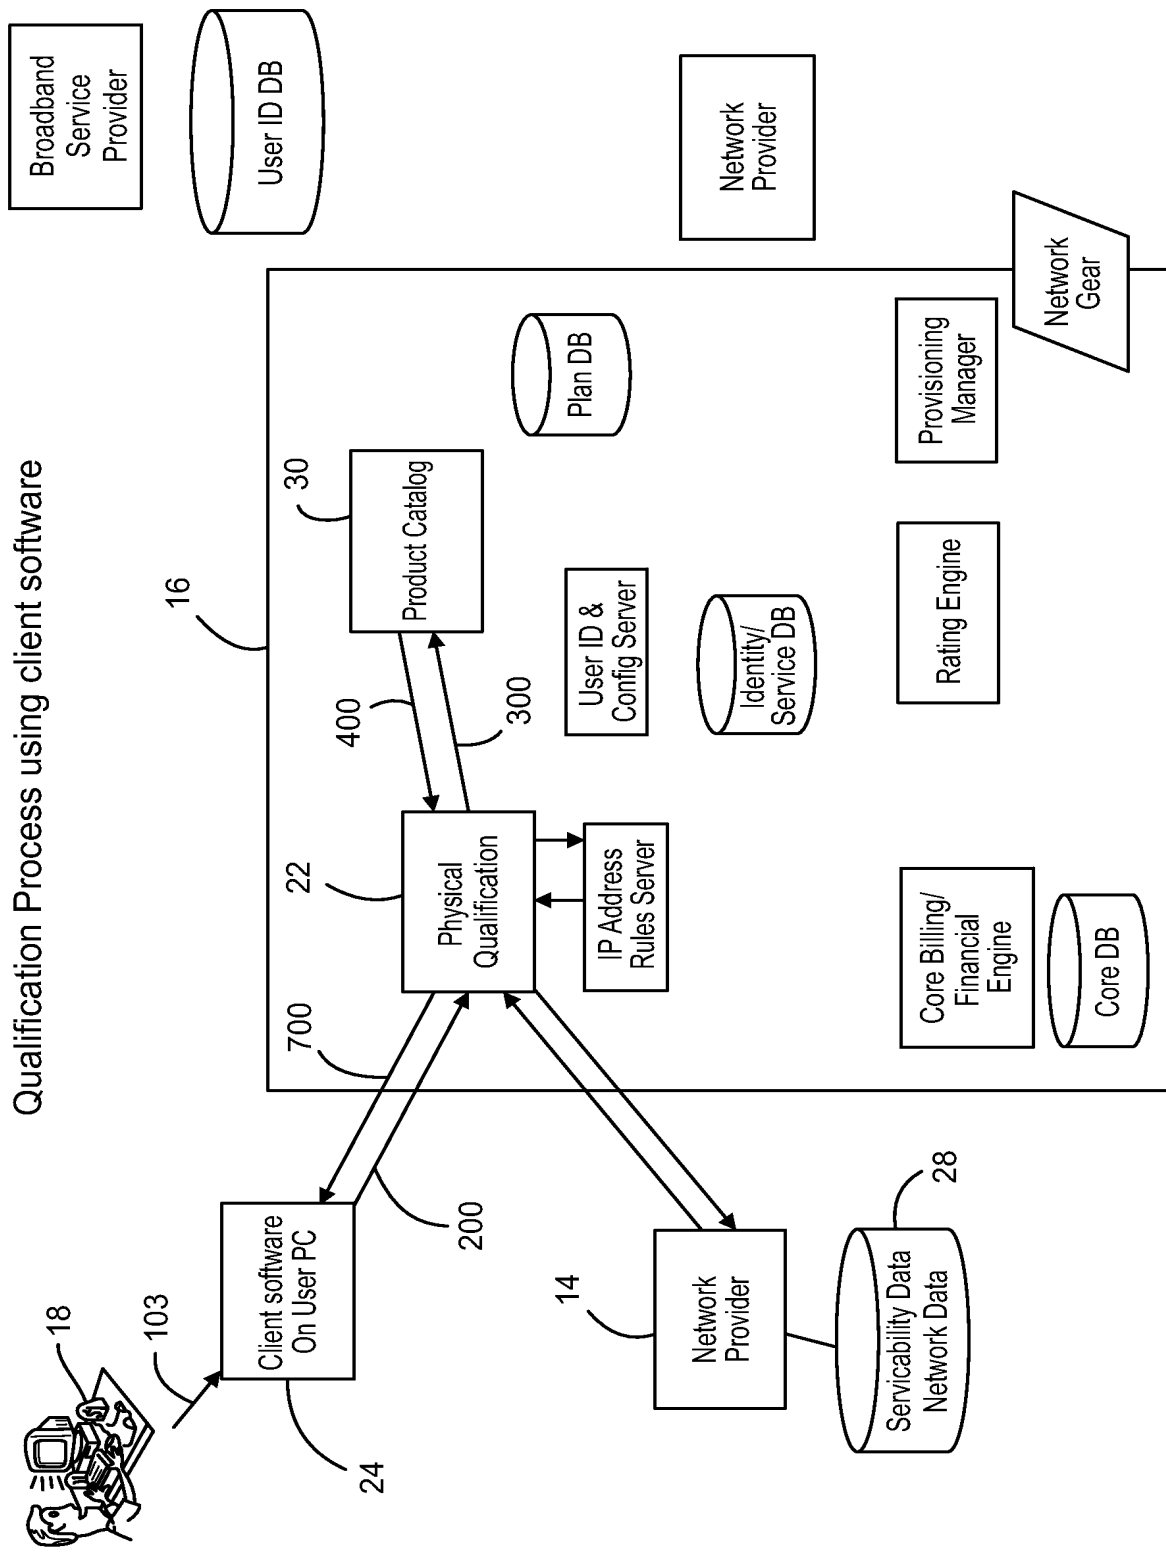 Qualification Process using client software
18
103
Client software
On User PC
24
700
200
16
22
Physical
Qualification
400
300
30
Product Catalog
Broadband
Service
Provider
User ID DB
IP Address
Rules Server
User ID &
Config Server
Plan DB
Identity/
Service DB
14
Network
Provider
28
Servicability Data
Network Data
Core Billing/
Financial
Engine
Core DB
Rating Engine
Provisioning
Manager
Network
Provider
Network
Gear